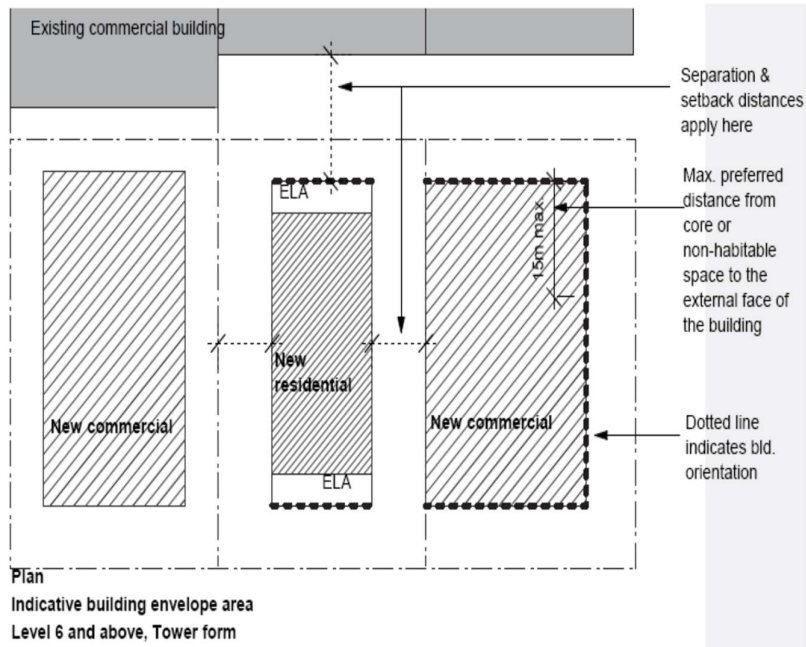 Existing commercial building
Separation &
setback distances
apply here
ELA
15m max.
Max. preferred
distance from
core or
non-habitable
space to the
external face of
the building
New
residential
New commercial
New commercial
Dotted line
indicates bld.
orientation
ELA
Plan
Indicative building envelope area
Level 6 and above, Tower form